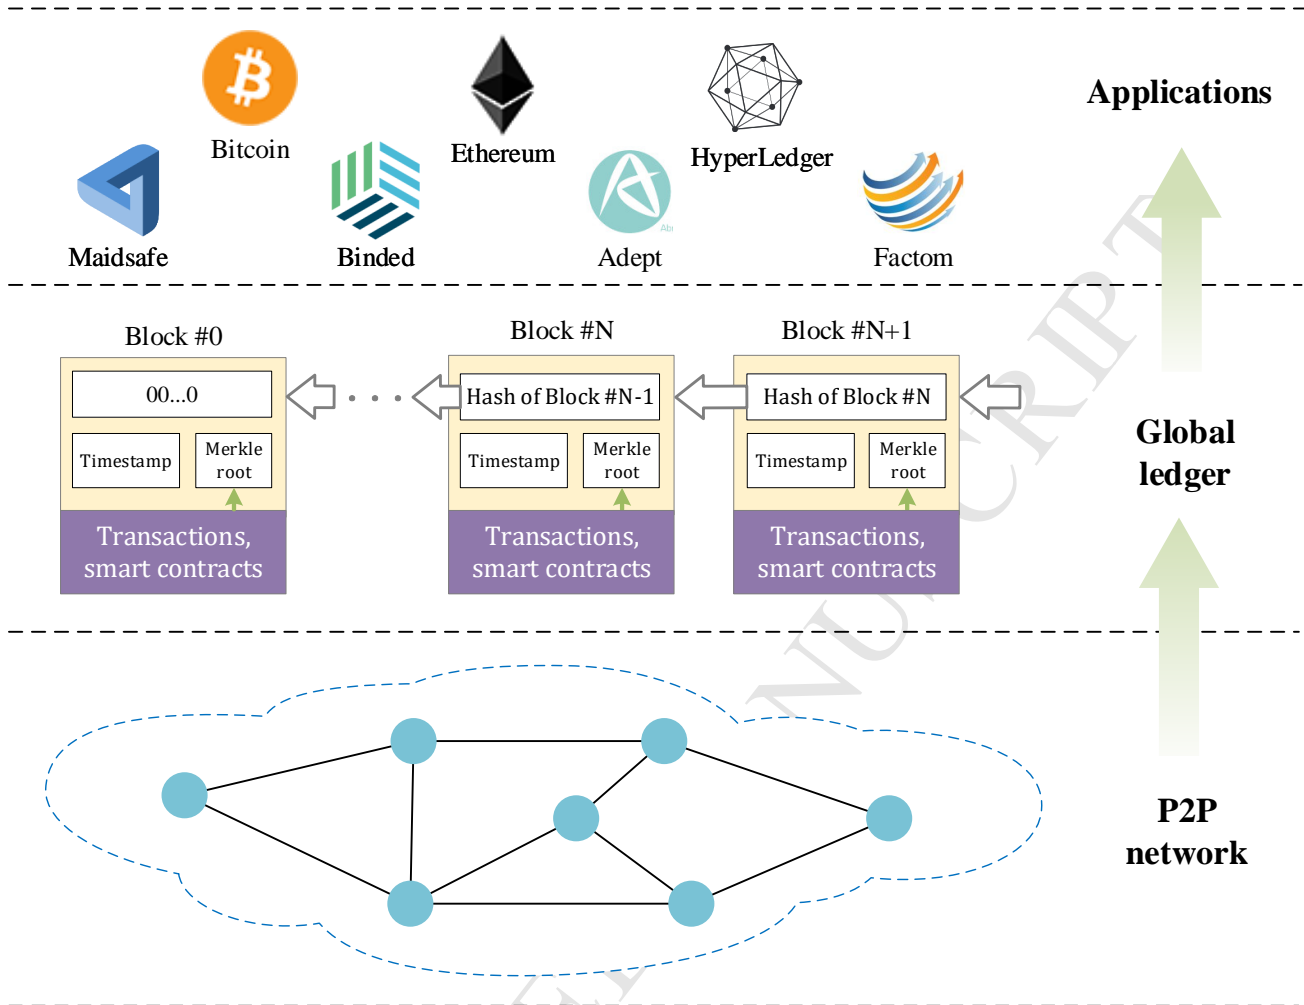 Applications
Bitcoin
Ethereum
HyperLedger
Maidsafe
Binded
Adept
Factom
Block #0
Block #N
Block #N+1
00...0
Hash of Block #N-1
Hash of Block #N
Timestamp
Merkle
root
Timestamp
Merkle
root
Timestamp
Merkle
root
Transactions,
smart contracts
Transactions,
smart contracts
Transactions,
smart contracts
Global
ledger
P2P
network